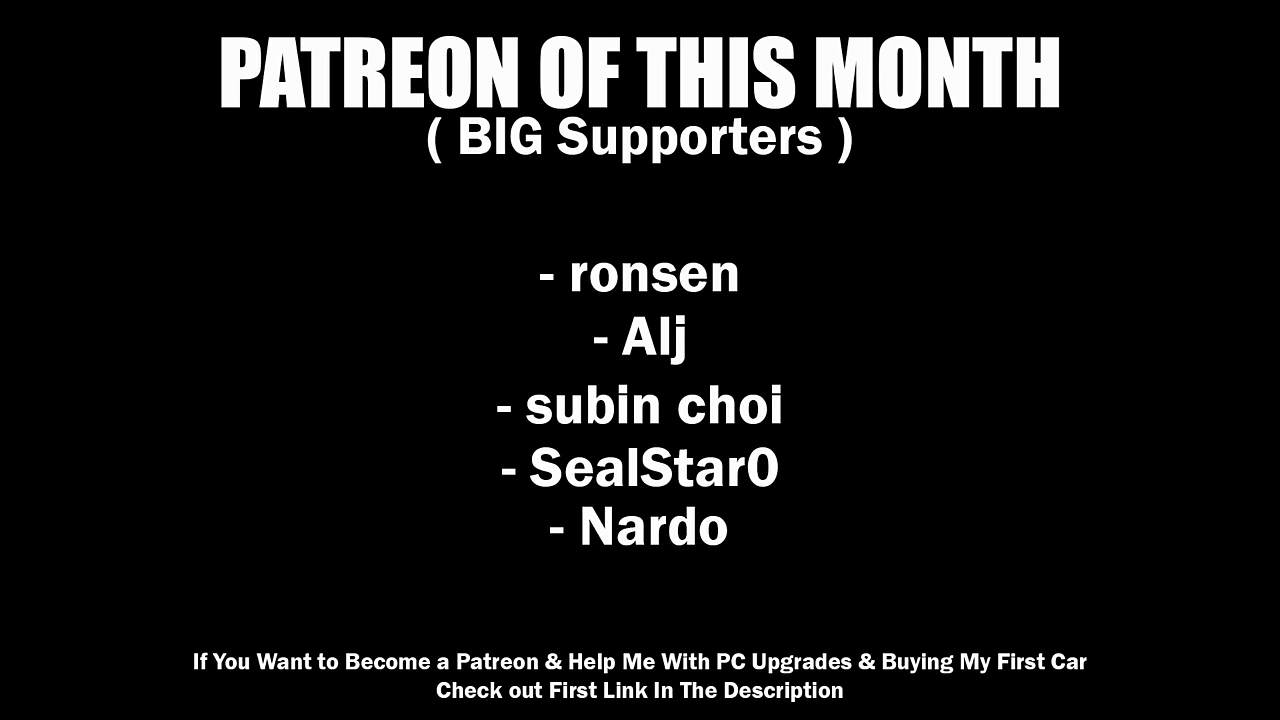 PATREON OF THIS MONTH
( BIG Supporters )
- ronsen
- Alj
- subin choi
- SealStar0
- Nardo
If You Want to Become a Patreon & Help Me With PC Upgrades & Buying My First Car
Check out First Link In The Description